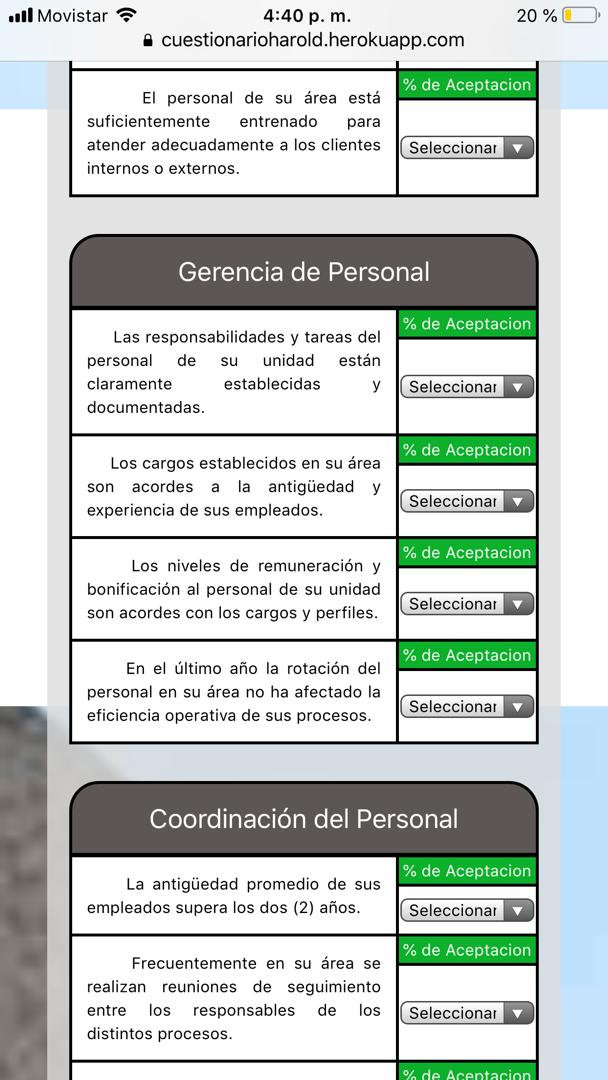 Movistar 4:40 p. m. 20 %
cuestionarioharold.herokuapp.com
El personal de su área está
suficientemente entrenado para
atender adecuadamente a los clientes
internos o externos.
% de Aceptacion
Seleccionar
Gerencia de Personal
Las responsabilidades y tareas del
personal de su unidad están
claramente establecidas y
documentadas.
% de Aceptacion
Seleccionar
Los cargos establecidos en su área
son acordes a la antigüedad y
experiencia de sus empleados.
% de Aceptacion
Seleccionar
Los niveles de remuneración y
bonificación al personal de su unidad
son acordes con los cargos y perfiles.
% de Aceptacion
Seleccionar
En el último año la rotación del
personal en su área no ha afectado la
eficiencia operativa de sus procesos.
% de Aceptacion
Seleccionar
Coordinación del Personal
La antigüedad promedio de sus
empleados supera los dos (2) años.
% de Aceptacion
Seleccionar
Frecuentemente en su área se
realizan reuniones de seguimiento
entre los responsables de los
distintos procesos.
% de Aceptacion
Seleccionar
% de Aceptacion